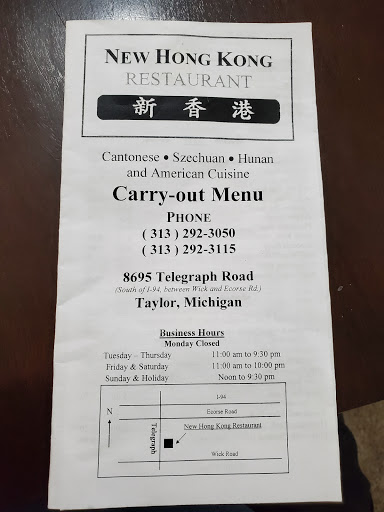 NEW HONG KONG
RESTAURANT
新香港
Cantonese • Szechuan • Hunan
and American Cuisine
Carry-out Menu
PHONE
( 313 ) 292-3050
( 313 ) 292-3115
8695 Telegraph Road
(South of I-94, between Wick and Ecorse Rd.)
Taylor, Michigan
Business Hours
Monday Closed
Tuesday – Thursday 11:00 am to 9:30 pm
Friday & Saturday 11:00 am to 10:00 pm
Sunday & Holiday Noon to 9:30 pm
I-94
N
Ecorse Road
Telegraph
New Hong Kong Restaurant
Wick Road